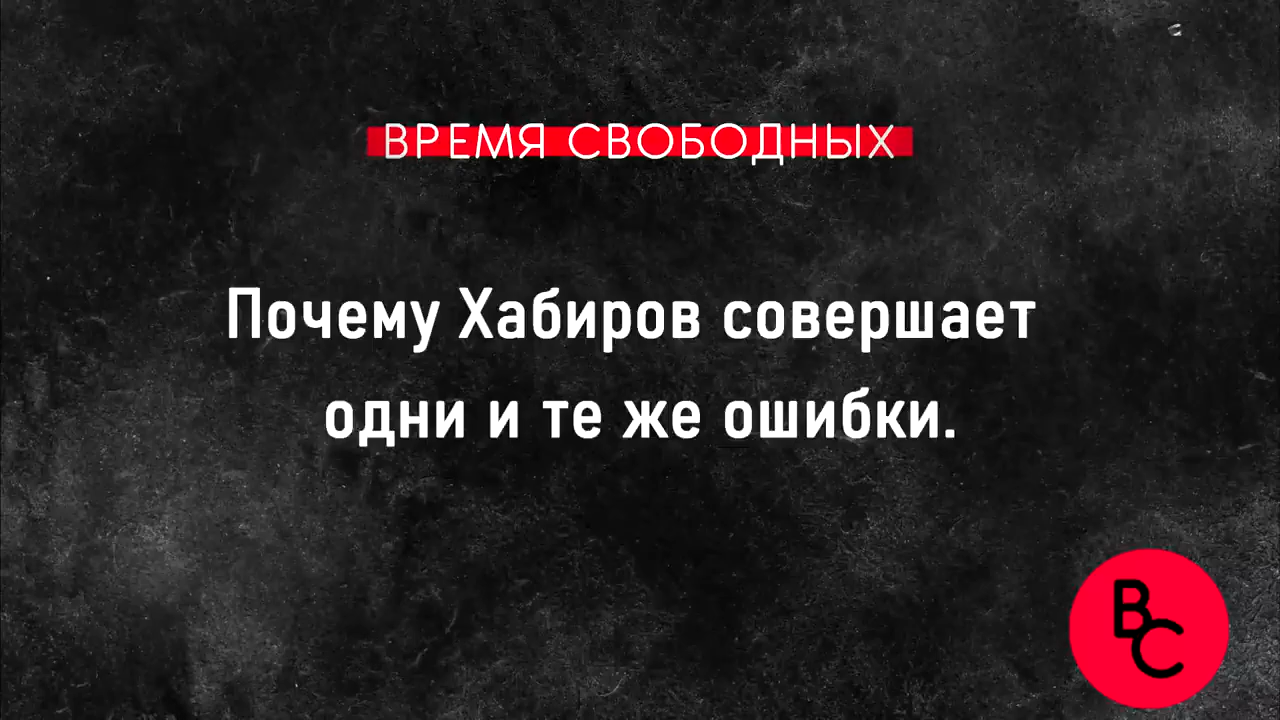 ВРЕМЯ СВОБОДНЫХ
Почему Хабиров совершает
одни и те же ошибки.
ВС